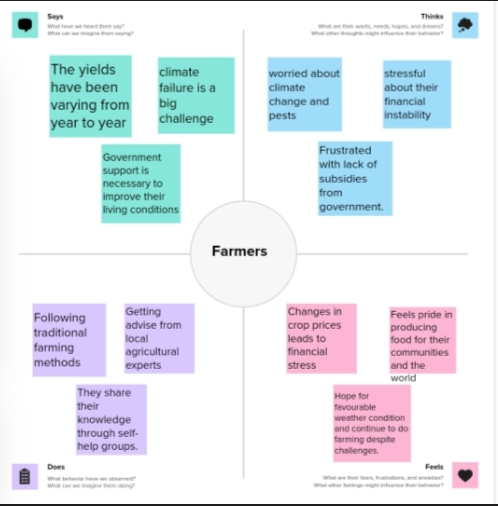 Says
What have we heard them say?
What can we imagine them saying?
The yields
have been
varying from
year to year
climate
failure is a
big
challenge
Government
support is
necessary to
improve their
living conditions
Thinks
What are their wants, needs, hopes, and dreams?
What other thoughts might influence their behavior?
worried about
climate
change and
pests
stressful
about their
financial
instability
Frustrated
with lack of
subsidies
from
government.
Farmers
Following
traditional
farming
methods
Getting
advise from
local
agricultural
experts
They share
their
knowledge
through self-
help groups.
Does
What behavior have we observed?
What can we imagine them doing?
Changes in
crop prices
leads to
financial
stress
Feels pride in
producing
food for their
communities
and the
world
Hope for
favourable
weather condition
and continue to do
farming despite
challenges.
Feels
What are their fears, frustrations, and anxieties?
What other feelings might influence their behavior?